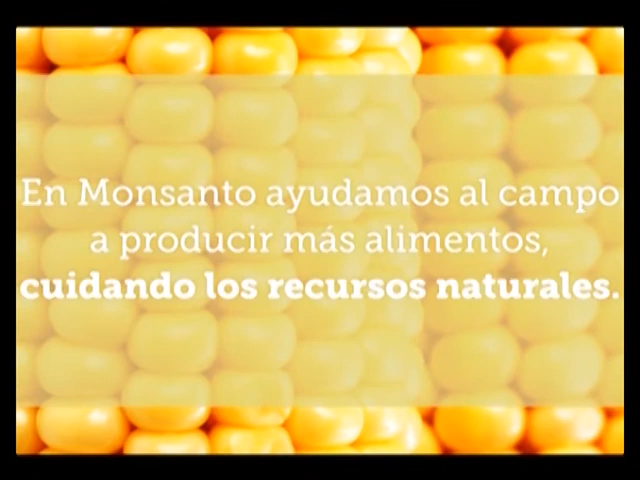 En Monsanto ayudamos al campo
a producir más alimentos,
cuidando los recursos naturales.